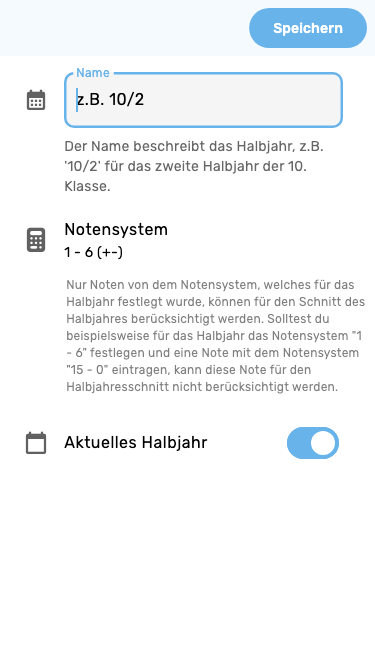 Speichern
Name
z.B. 10/2
Der Name beschreibt das Halbjahr, z.B.
'10/2' für das zweite Halbjahr der 10.
Klasse.
Notensystem
1 - 6 (+-)
Nur Noten von dem Notensystem, welches für das
Halbjahr festlegt wurde, können für den Schnitt des
Halbjahres berücksichtigt werden. Solltest du
beispielsweise für das Halbjahr das Notensystem "1
- 6" festlegen und eine Note mit dem Notensystem
"15 - 0" eintragen, kann diese Note für den
Halbjahresschnitt nicht berücksichtigt werden.
Aktuelles Halbjahr